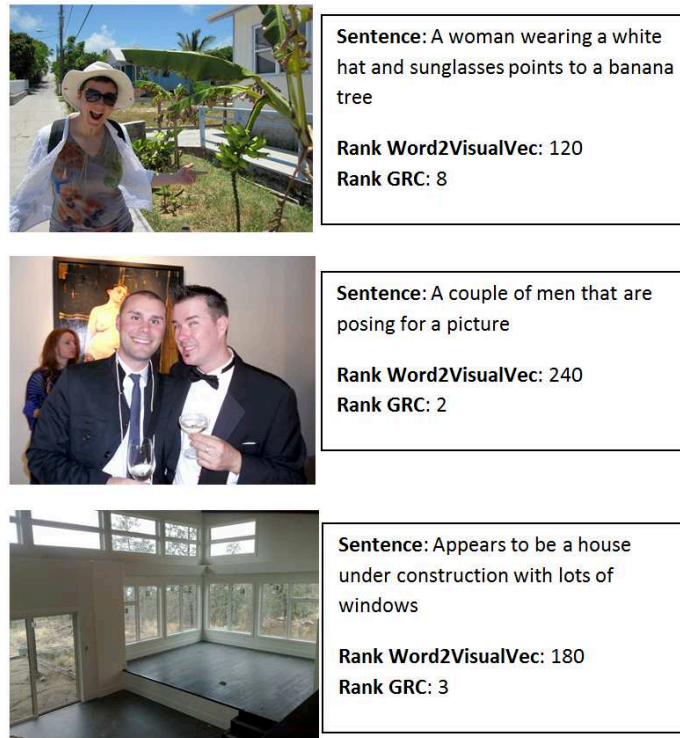 Sentence: A woman wearing a white
hat and sunglasses points to a banana
tree
Rank Word2VisualVec: 120
Rank GRC: 8
Sentence: A couple of men that are
posing for a picture
Rank Word2VisualVec: 240
Rank GRC: 2
Sentence: Appears to be a house
under construction with lots of
windows
Rank Word2VisualVec: 180
Rank GRC: 3